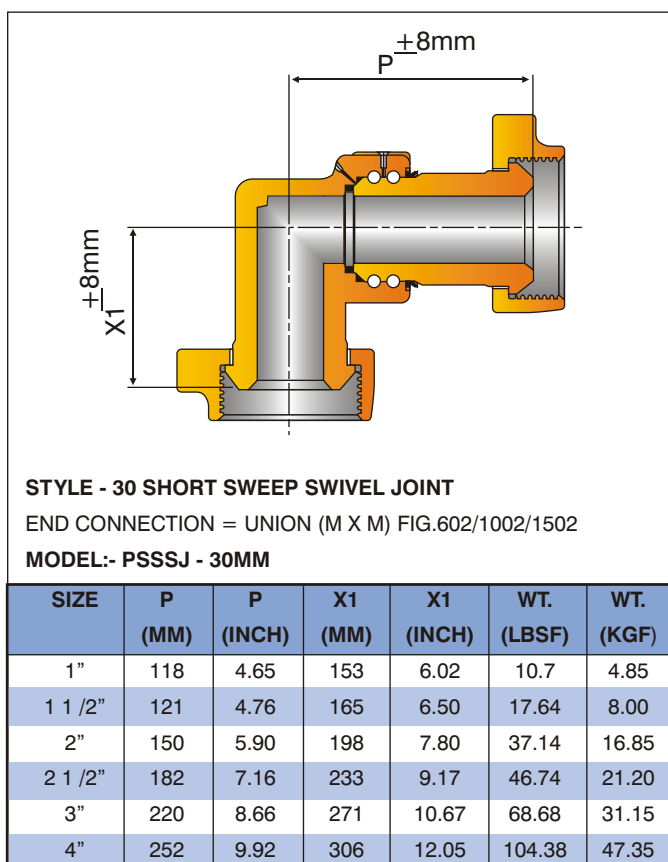 ±8mm
P
±8mm
X1
STYLE - 30 SHORT SWEEP SWIVEL JOINT
END CONNECTION = UNION (M X M) FIG.602/1002/1502
MODEL:- PSSSJ - 30MM
SIZE P P X1 X1 WT. WT.
(MM) (INCH) (MM) (INCH) (LBSF) (KGF)
1” 118 4.65 153 6.02 10.7 4.85
1 1 /2” 121 4.76 165 6.50 17.64 8.00
2” 150 5.90 198 7.80 37.14 16.85
2 1 /2” 182 7.16 233 9.17 46.74 21.20
3” 220 8.66 271 10.67 68.68 31.15
4” 252 9.92 306 12.05 104.38 47.35